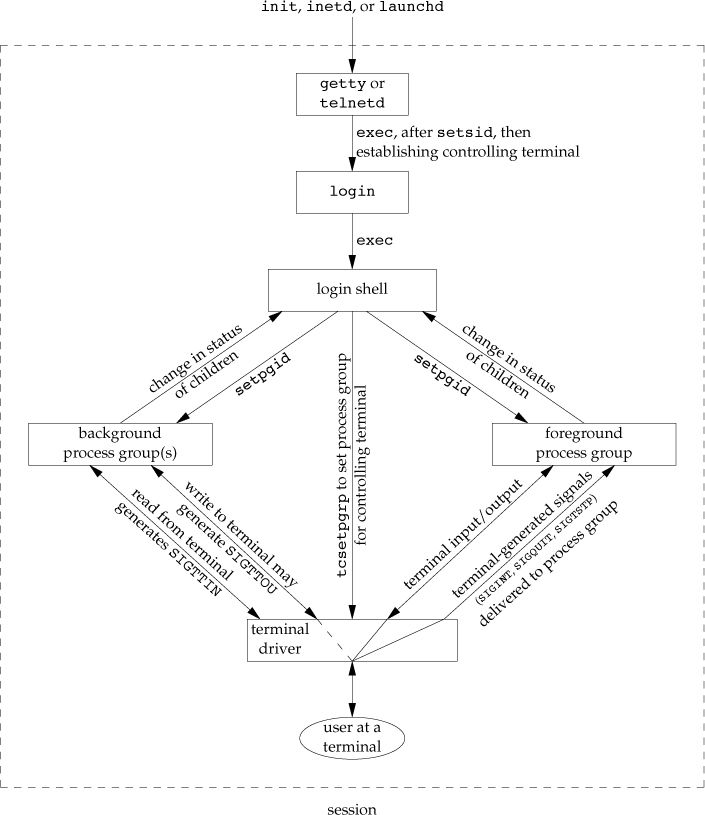 init, inetd, or launchd
getty or
telnetd
exec, after setsid, then
establishing controlling terminal
login
exec
login shell
change in status
of children
setpgid
tcsetpgrp to set process group
for controlling terminal
setpgid
change in status
of children
background
process group(s)
foreground
process group
read from terminal
generates SIGTTIN
write to terminal may
generate SIGTTOU
terminal input/output
terminal-generated signals
(SIGINT, SIGQUIT, SIGTSTP)
delivered to process group
terminal
driver
user at a
terminal
session